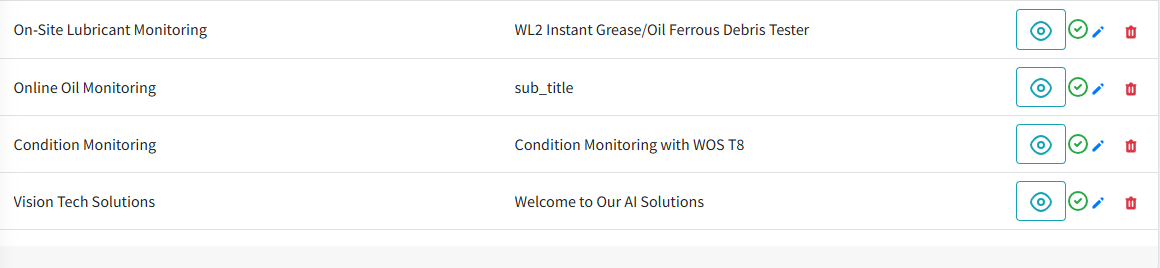 On-Site Lubricant Monitoring WL2 Instant Grease/Oil Ferrous Debris Tester
Online Oil Monitoring sub_title
Condition Monitoring Condition Monitoring with WOS T8
Vision Tech Solutions Welcome to Our AI Solutions